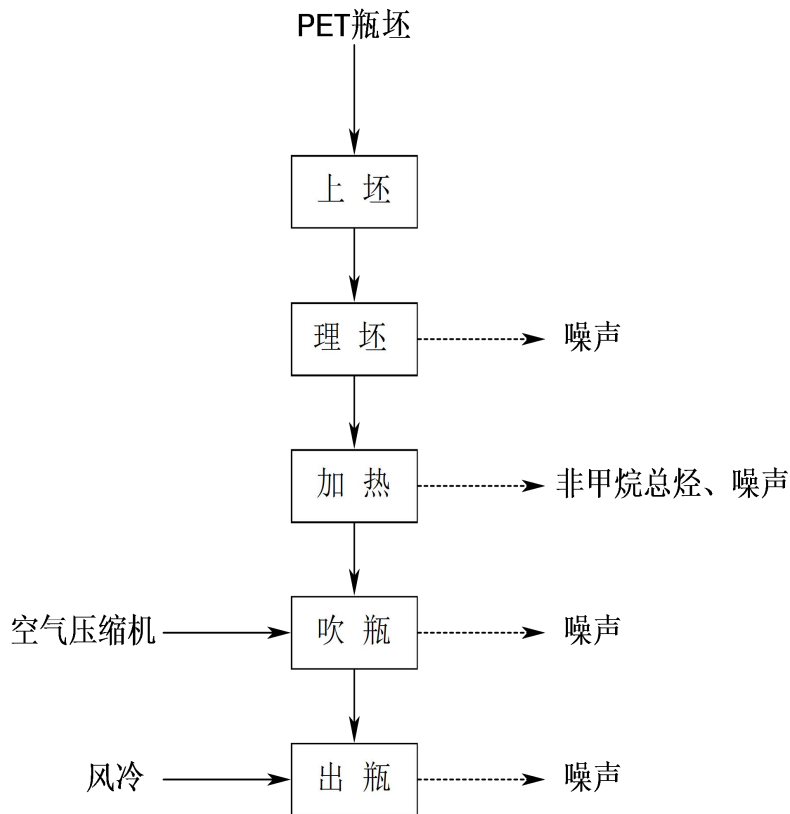 PET瓶坯
上 坯
理 坯
噪声
加 热
非甲烷总烃、噪声
空气压缩机
吹 瓶
噪声
风冷
出 瓶
噪声